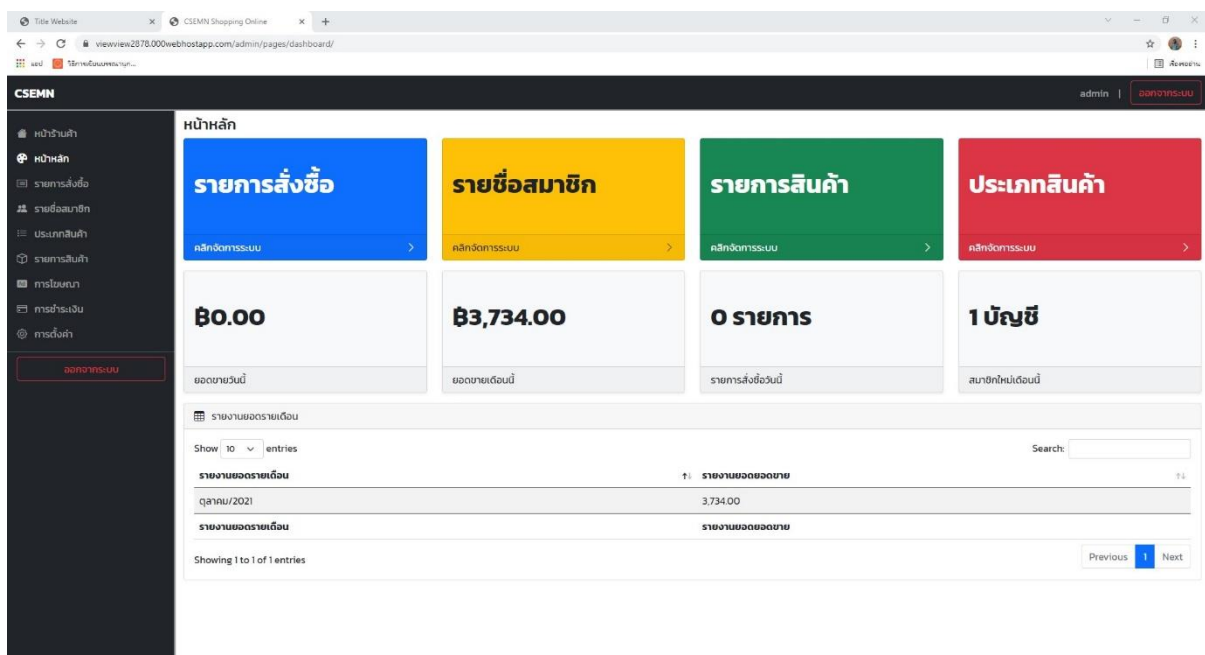 Title Website
CSEMN Shopping Online
viewview2878.000webhostapp.com/admin/pages/dashboard/
แอป
CSEMN
admin | ออกจากระบบ
หน้าร้านค้า
หน้าหลัก
รายการสั่งซื้อ
รายชื่อสมาชิก
ประเภทสินค้า
รายการสินค้า
การโฆษณา
การชำระเงิน
การตั้งค่า
ออกจากระบบ
หน้าหลัก
รายการสั่งซื้อ
คลิกจัดการระบบ
รายชื่อสมาชิก
คลิกจัดการระบบ
รายการสินค้า
คลิกจัดการระบบ
ประเภทสินค้า
คลิกจัดการระบบ
฿0.00
ยอดขายวันนี้
฿3,734.00
ยอดขายเดือนนี้
0 รายการ
รายการสั่งซื้อวันนี้
1 บัญชี
สมาชิกใหม่เดือนนี้
รายงานยอดรายเดือน
Show 10 entries
Search:
รายงานยอดรายเดือน รายงานยอดยอดขาย
ตุลาคม/2021 3,734.00
รายงานยอดรายเดือน รายงานยอดยอดขาย
Showing 1 to 1 of 1 entries
Previous 1 Next